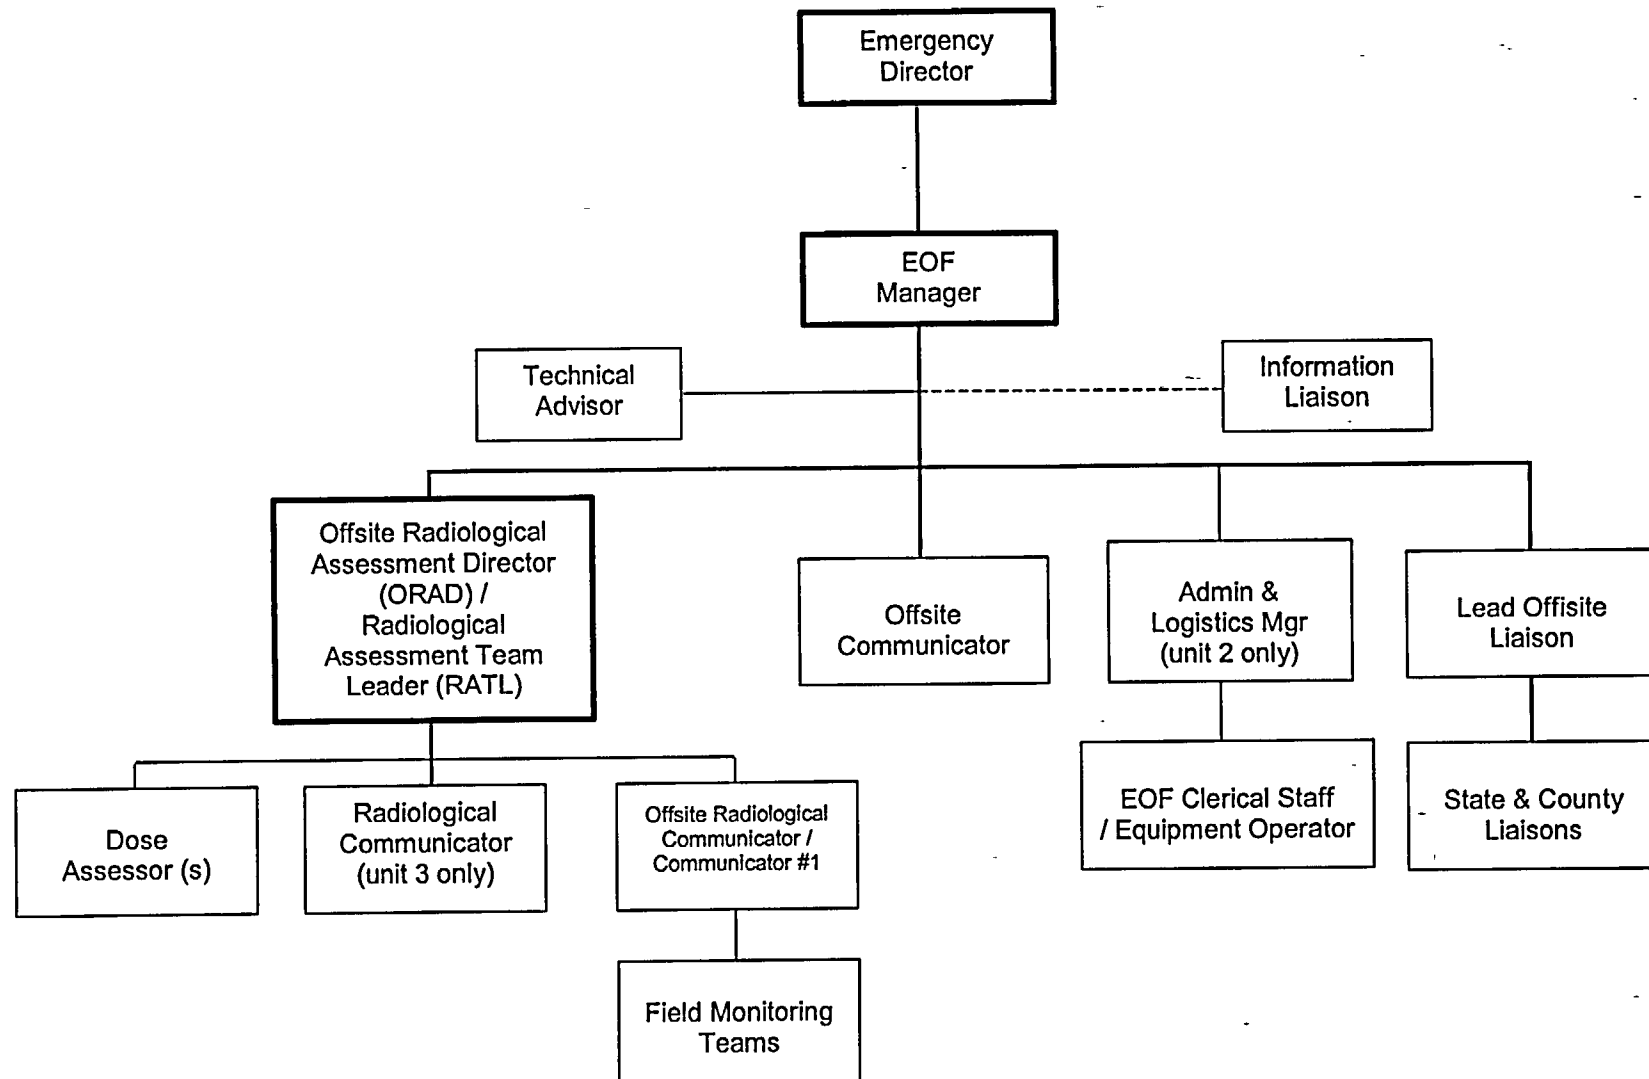 Emergency
Director
EOF
Manager
Technical
Advisor
Information
Liaison
Offsite Radiological
Assessment Director
(ORAD) /
Radiological
Assessment Team
Leader (RATL)
Offsite
Communicator
Admin &
Logistics Mgr
(unit 2 only)
Lead Offisite
Liaison
Dose
Assessor (s)
Radiological
Communicator
(unit 3 only)
Offsite Radiological
Communicator /
Communicator #1
EOF Clerical Staff
/ Equipment Operator
State & County
Liaisons
Field Monitoring
Teams